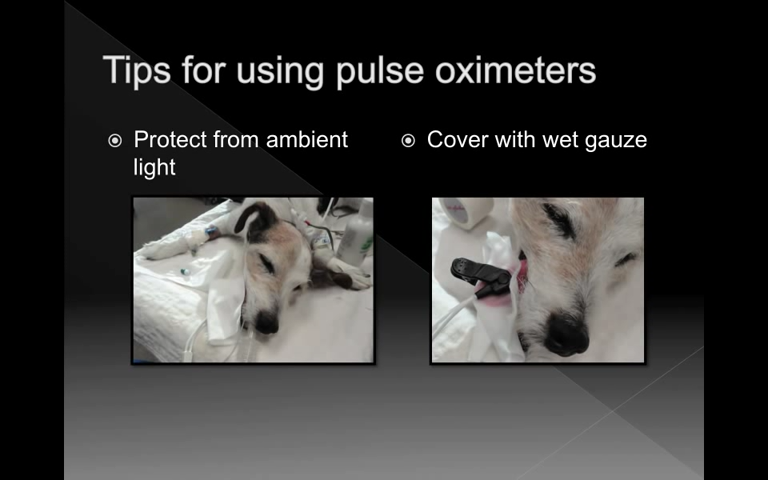 Tips for using pulse oximeters
Protect from ambient
light
Cover with wet gauze